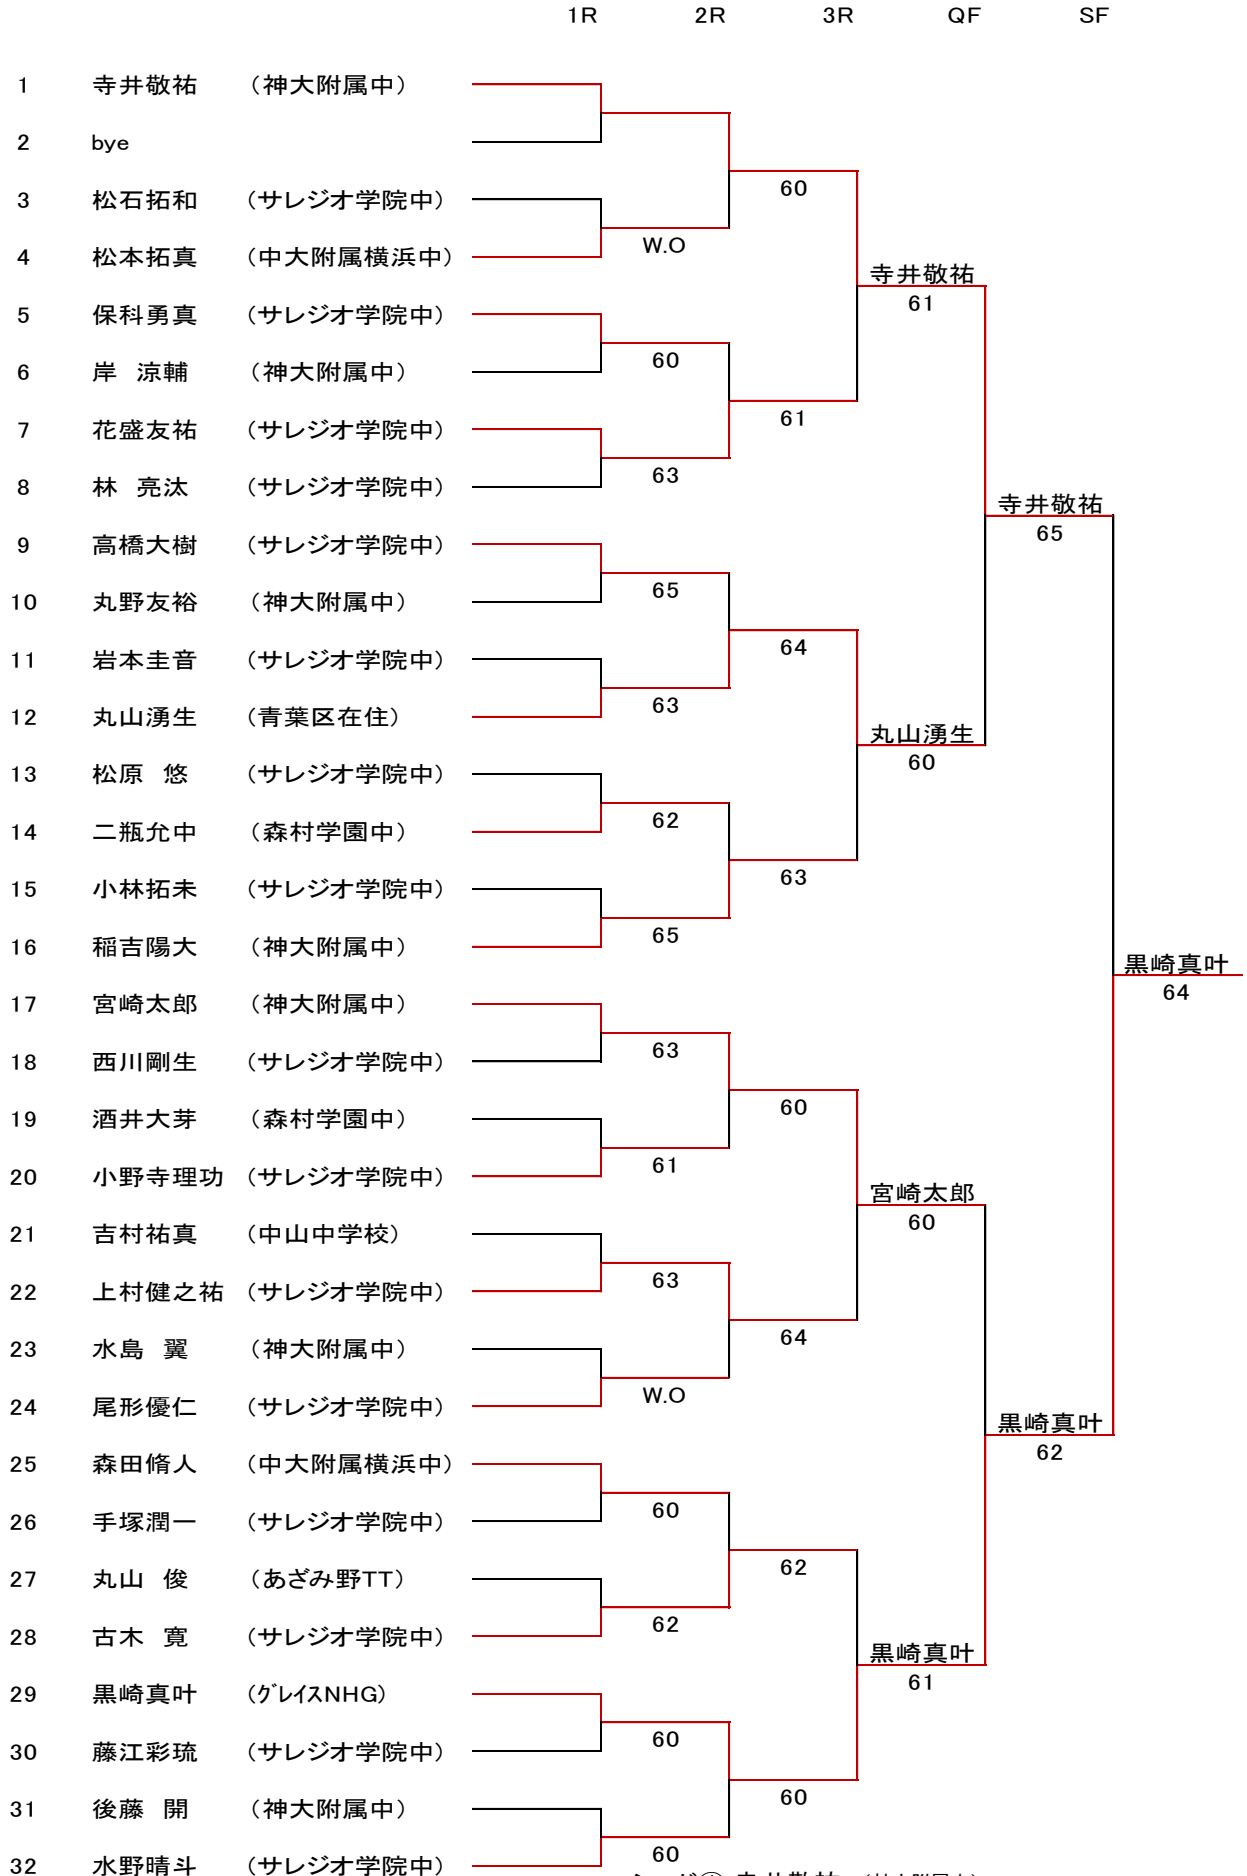 1R 2R 3R QF SF
1 寺井敬祐 （神大附属中）
2 bye
60
3 松石拓和 （サレジオ学院中）
W.O
4 松本拓真 （中大附属横浜中）
寺井敬祐
61
5 保科勇真 （サレジオ学院中）
60
6 岸 涼輔 （神大附属中）
61
7 花盛友祐 （サレジオ学院中）
63
8 林 亮汰 （サレジオ学院中）
寺井敬祐
65
9 高橋大樹 （サレジオ学院中）
65
10 丸野友裕 （神大附属中）
64
11 岩本圭音 （サレジオ学院中）
63
12 丸山湧生 （青葉区在住）
丸山湧生
60
13 松原 悠 （サレジオ学院中）
62
14 二瓶允中 （森村学園中）
63
15 小林拓未 （サレジオ学院中）
65
16 稲吉陽大 （神大附属中）
黒崎真叶
64
17 宮崎太郎 （神大附属中）
63
18 西川剛生 （サレジオ学院中）
60
19 酒井大芽 （森村学園中）
61
20 小野寺理功 （サレジオ学院中）
宮崎太郎
60
21 吉村祐真 （中山中学校）
63
22 上村健之祐 （サレジオ学院中）
64
23 水島 翼 （神大附属中）
W.O
24 尾形優仁 （サレジオ学院中）
黒崎真叶
62
25 森田脩人 （中大附属横浜中）
60
26 手塚潤一 （サレジオ学院中）
62
27 丸山 俊 （あざみ野TT）
62
28 古木 寛 （サレジオ学院中）
黒崎真叶
61
29 黒崎真叶 （ｸﾞﾚｲｽNHG）
60
30 藤江彩琉 （サレジオ学院中）
60
31 後藤 開 （神大附属中）
60
32 水野晴斗 （サレジオ学院中）